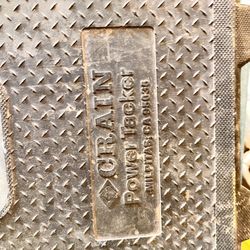 CRAIN
Power Tacker
MILPITAS, CA 95035